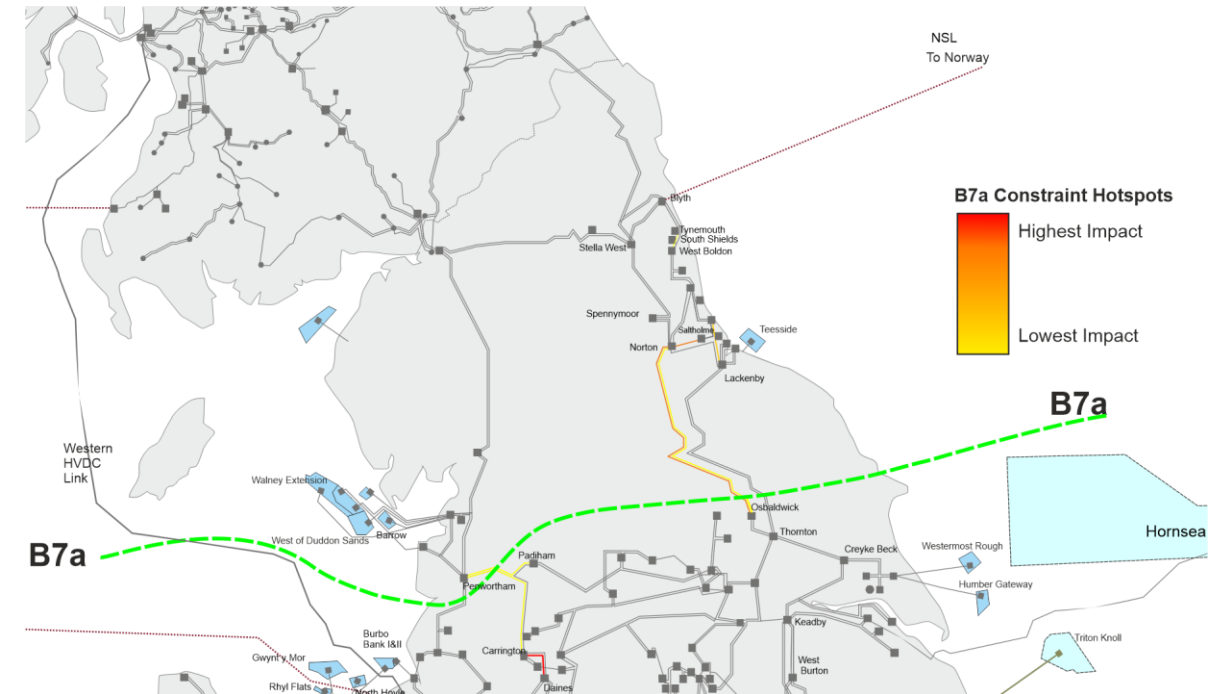 NSL
To Norway
B7a Constraint Hotspots
Highest Impact
Lowest Impact
Blyth
Tynemouth
South Shields
West Boldon
Stella West
Spennymoor
Saltholme
Teesside
Norton
Lackenby
B7a
Western
HVDC
Link
Walney Extension
Osbaldwick
Hornsea
West of Duddon Sands
Barrow
Thornton
B7a
Padiham
Creyke Beck
Westermost Rough
Penwortham
Humber Gateway
Keadby
Burbo
Bank I&II
Triton Knoll
Gwynt y Mor
Carrington
West
Burton
Rhyl Flats
North Hoyle
Daines